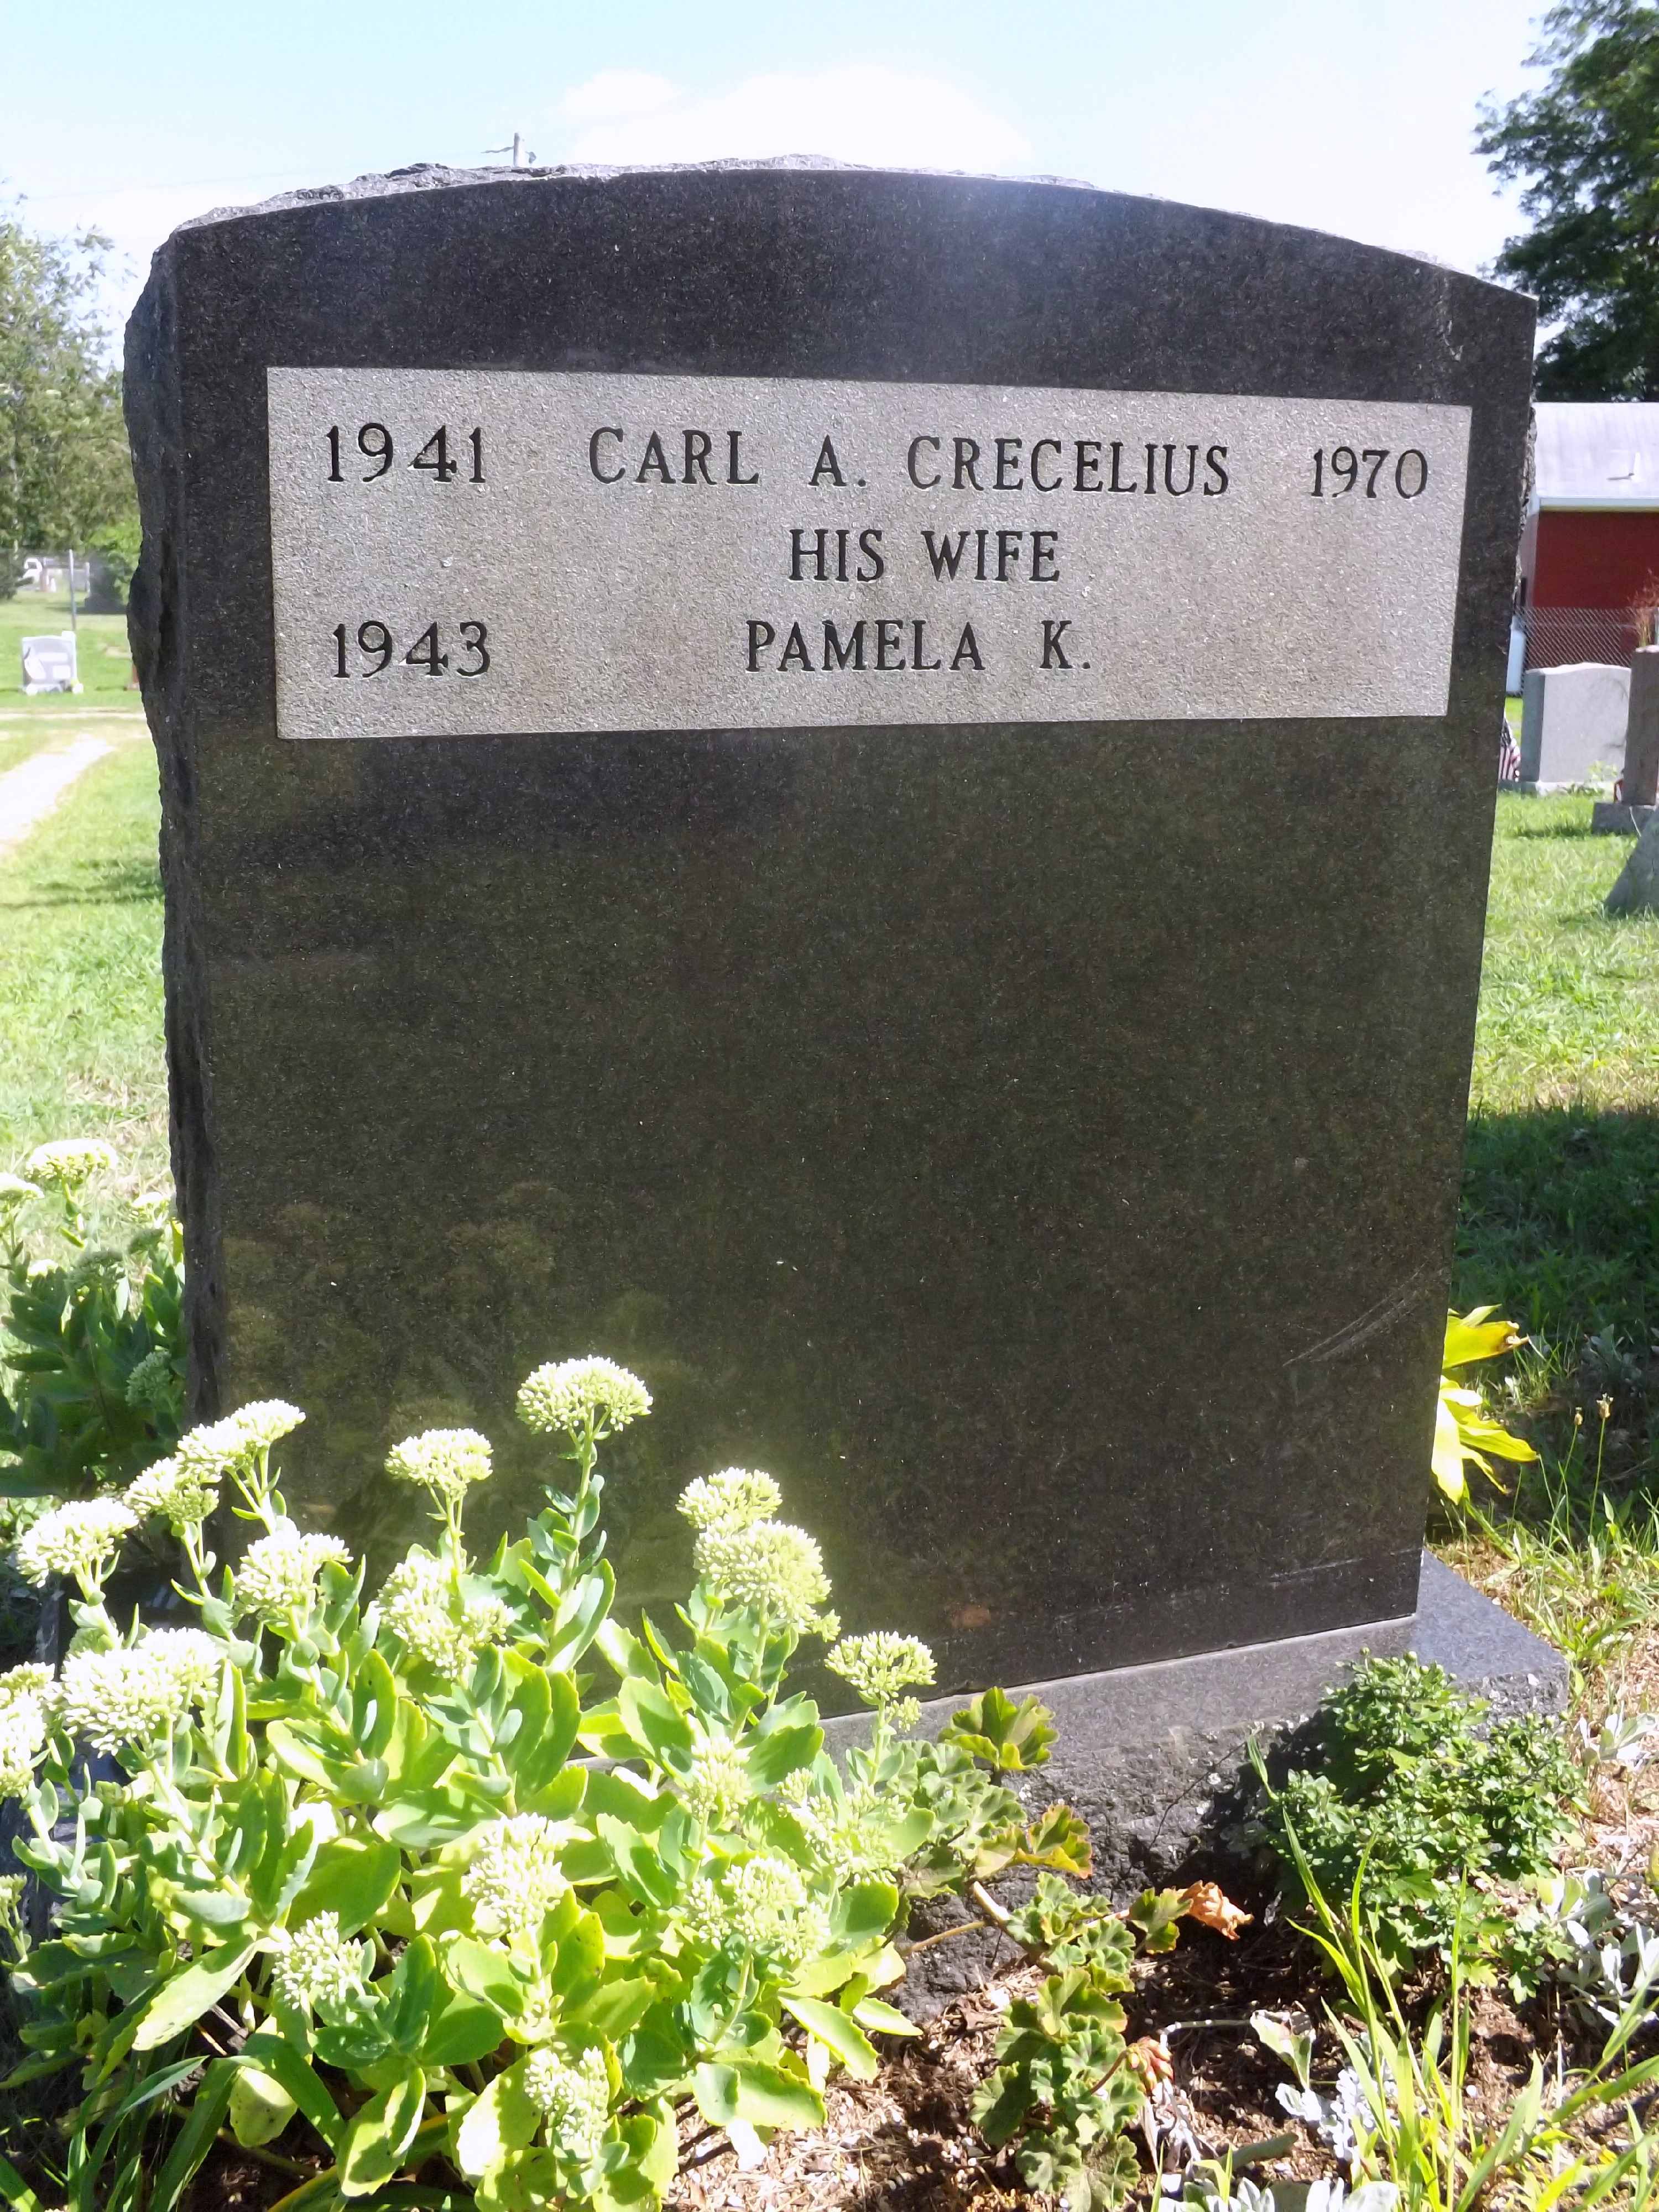 1941 CARL A. CRECELIUS 1970
HIS WIFE
1943 PAMELA K.